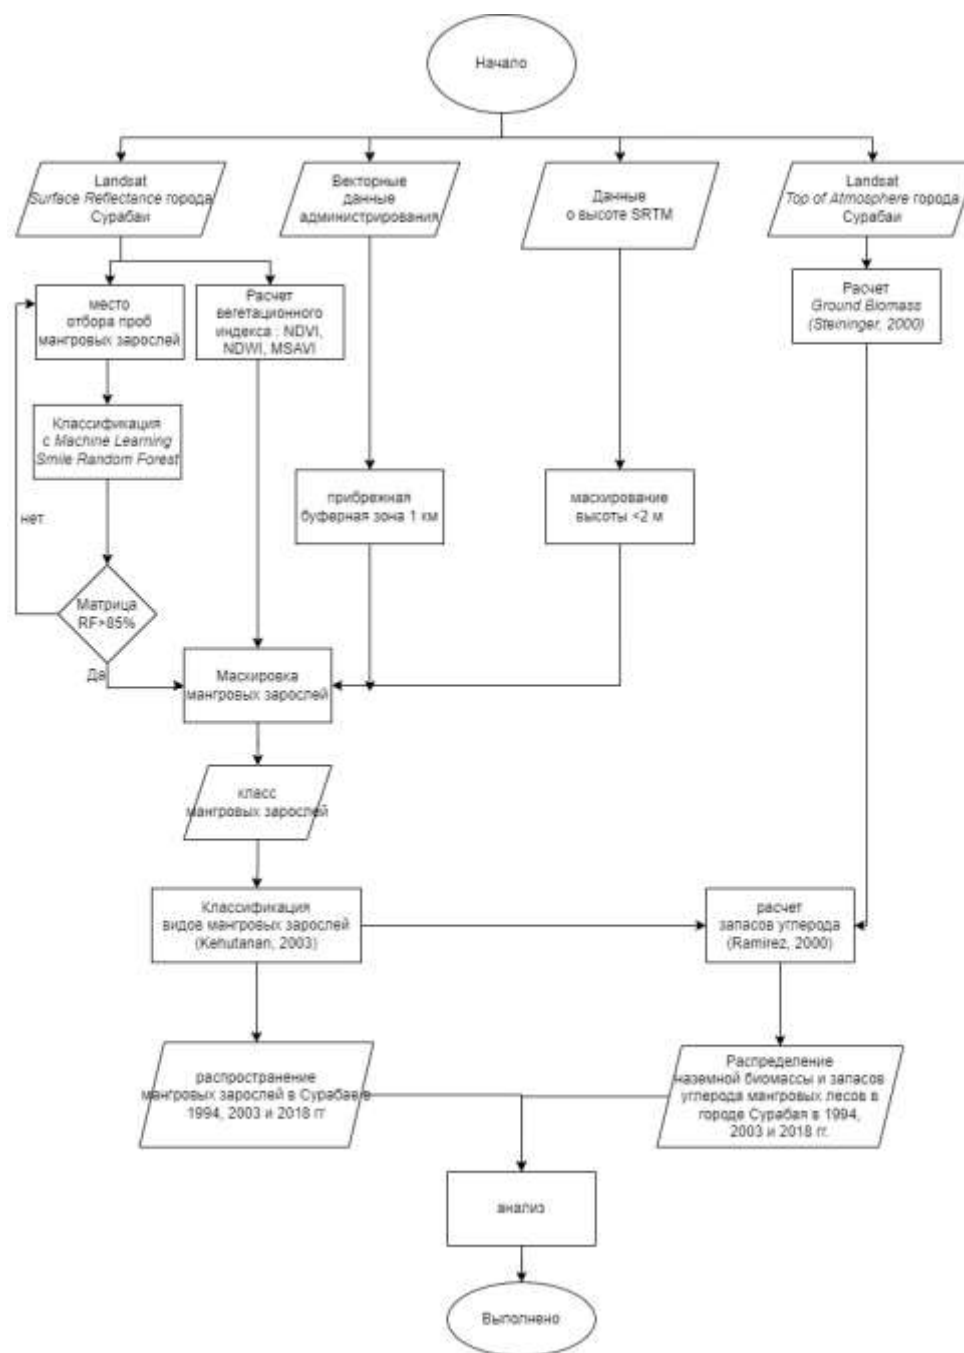 Начало
Landsat
Surface Reflectance города
Сурабаи
Векторные
данные
администрирования
Данные
о высоте SRTM
Landsat
Top of Atmosphere города
Сурабаи
место
отбора проб
мангровых зарослей
Расчет
вегетационного
индекса : NDVI,
NDWI, MSAVI
Расчет
Ground Biomass
(Steininger, 2000)
Классификация
с Machine Learning
Smile Random Forest
нет
прибрежная
буферная зона 1 км
маскирование
высоты <2 м
Матрица
RF>85%
Да
Маскировка
мангровых зарослей
класс
мангровых зарослей
Классификация
видов мангровых зарослей
(Kehutanan, 2003)
расчет
запасов углерода
(Ramirez, 2000)
распространение
мангровых зарослей в Сурабае в
1994, 2003 и 2018 гг
Распределение
наземной биомассы и запасов
углерода мангровых лесов в
городе Сурабая в 1994,
2003 и 2018 гг.
анализ
Выполнено